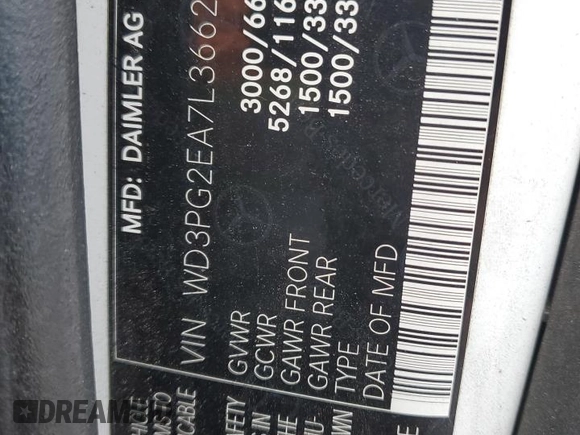 MFD: DAIMLER AG
VIN WD3PG2EA7L3662
GVWR 3000/66
GCWR 5268/116
GAWR FRONT 1500/33
GAWR REAR 1500/33
TYPE
DATE OF MFD
Mercedes-B
DREAM